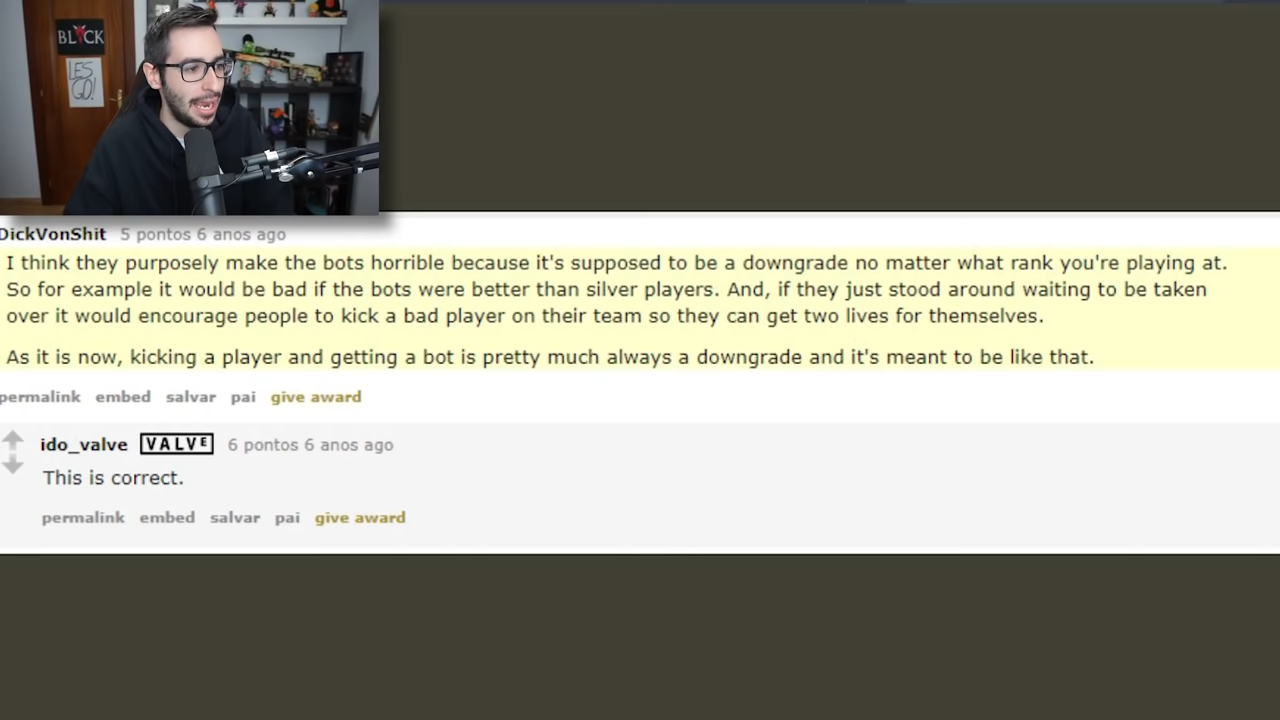 BLACK
LES
GO!
DickVonShit 5 pontos 6 anos ago
I think they purposely make the bots horrible because it's supposed to be a downgrade no matter what rank you're playing at.
So for example it would be bad if the bots were better than silver players. And, if they just stood around waiting to be taken
over it would encourage people to kick a bad player on their team so they can get two lives for themselves.
As it is now, kicking a player and getting a bot is pretty much always a downgrade and it's meant to be like that.
permalink embed salvar pai give award
ido_valve VALVE 6 pontos 6 anos ago
This is correct.
permalink embed salvar pai give award